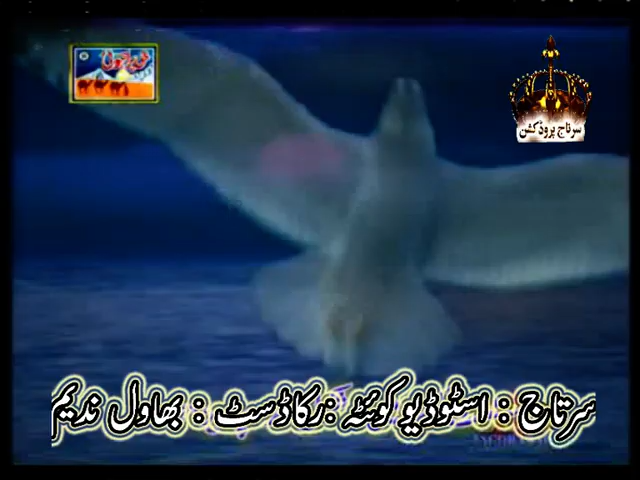 سرتاج پروڈکشن
سرتاج : اسٹوڈیو کوئٹہ :رکاڈسٹ : بھاول ندیم